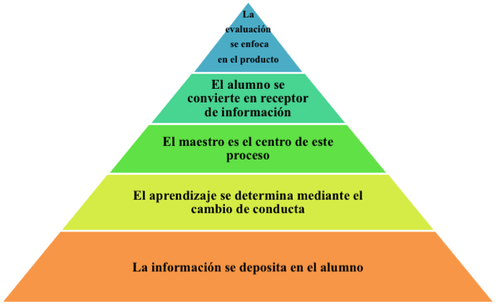 La
evaluación
se enfoca
en el producto
El alumno se
convierte en receptor
de información
El maestro es el centro de este
proceso
El aprendizaje se determina mediante el
cambio de conducta
La información se deposita en el alumno